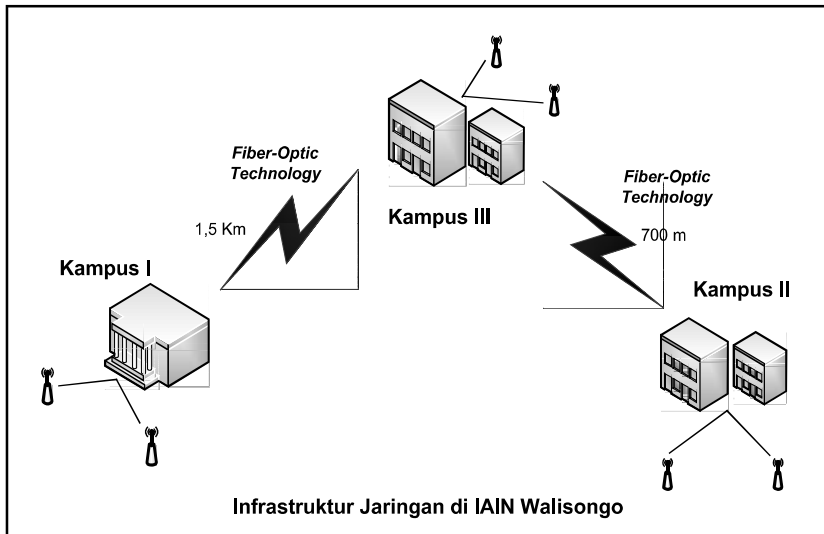 Fiber-Optic
Technology
1,5 Km
Kampus I
Kampus III
Fiber-Optic
Technology
700 m
Kampus II
Infrastruktur Jaringan di IAIN Walisongo